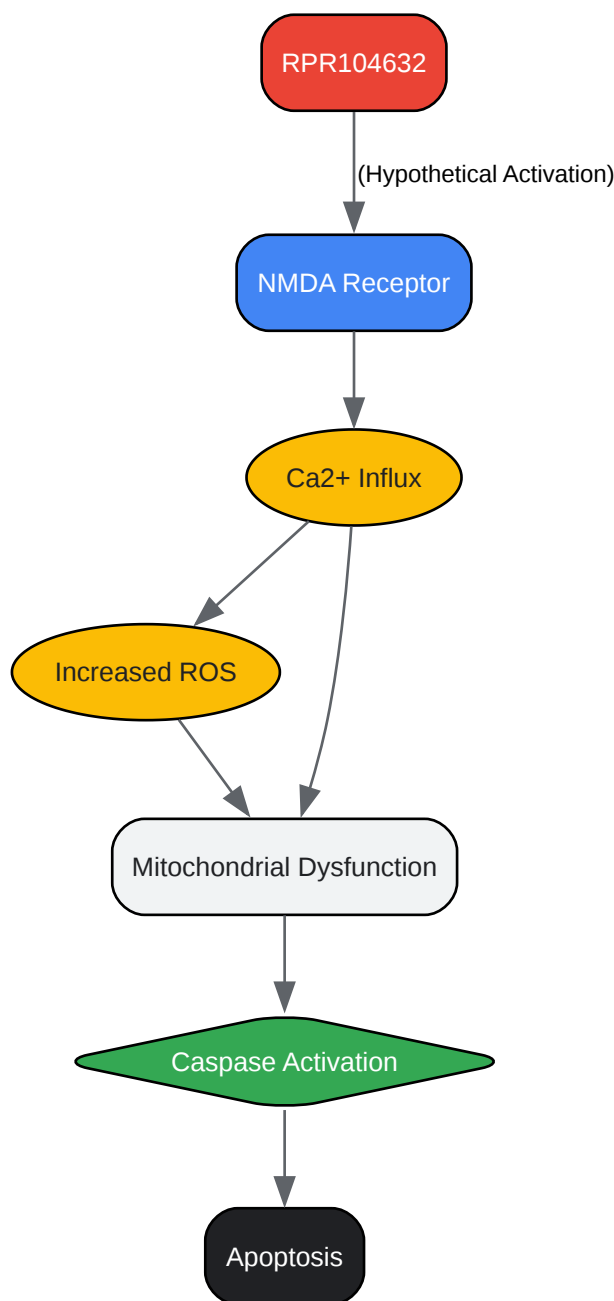 RPR104632
(Hypothetical Activation)
NMDA Receptor
Ca2+ Influx
Increased ROS
Mitochondrial Dysfunction
Caspase Activation
Apoptosis